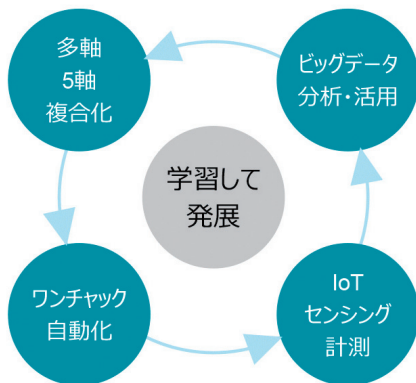 多軸
5軸
複合化
ビッグデータ
分析・活用
学習して
発展
ワンチャック
自動化
IoT
センシング
計測